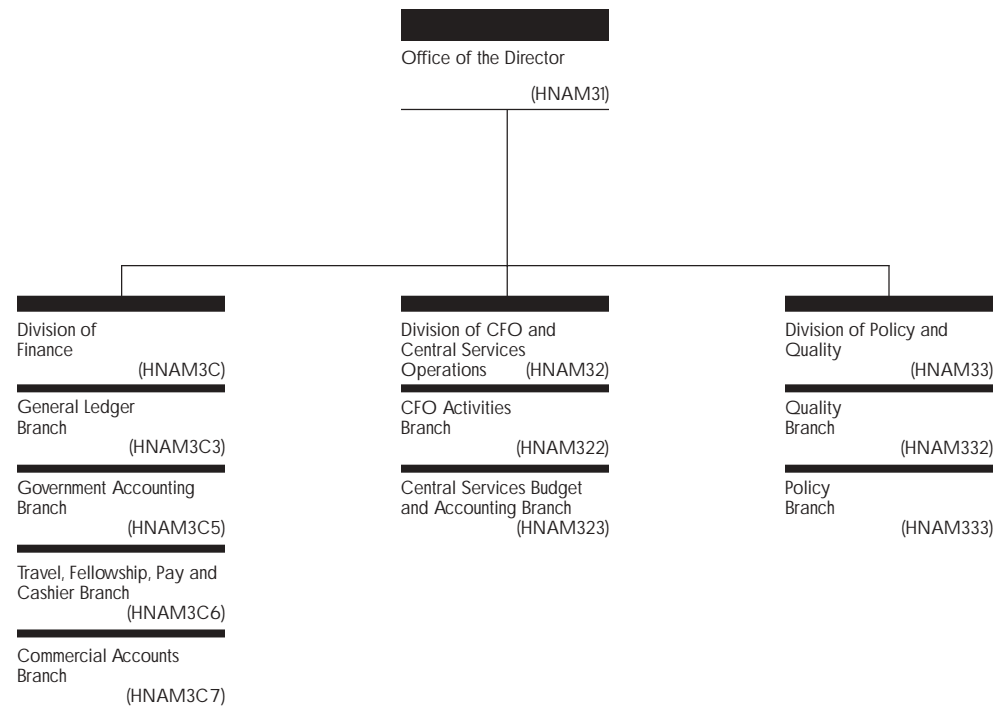 Office of the Director
(HNAM31)
Division of
Finance
(HNAM3C)
General Ledger
Branch
(HNAM3C3)
Government Accounting
Branch
(HNAM3C5)
Travel, Fellowship, Pay and
Cashier Branch
(HNAM3C6)
Commercial Accounts
Branch
(HNAM3C7)
Division of CFO and
Central Services
Operations (HNAM32)
CFO Activities
Branch
(HNAM322)
Central Services Budget
and Accounting Branch
(HNAM323)
Division of Policy and
Quality
(HNAM33)
Quality
Branch
(HNAM332)
Policy
Branch
(HNAM333)